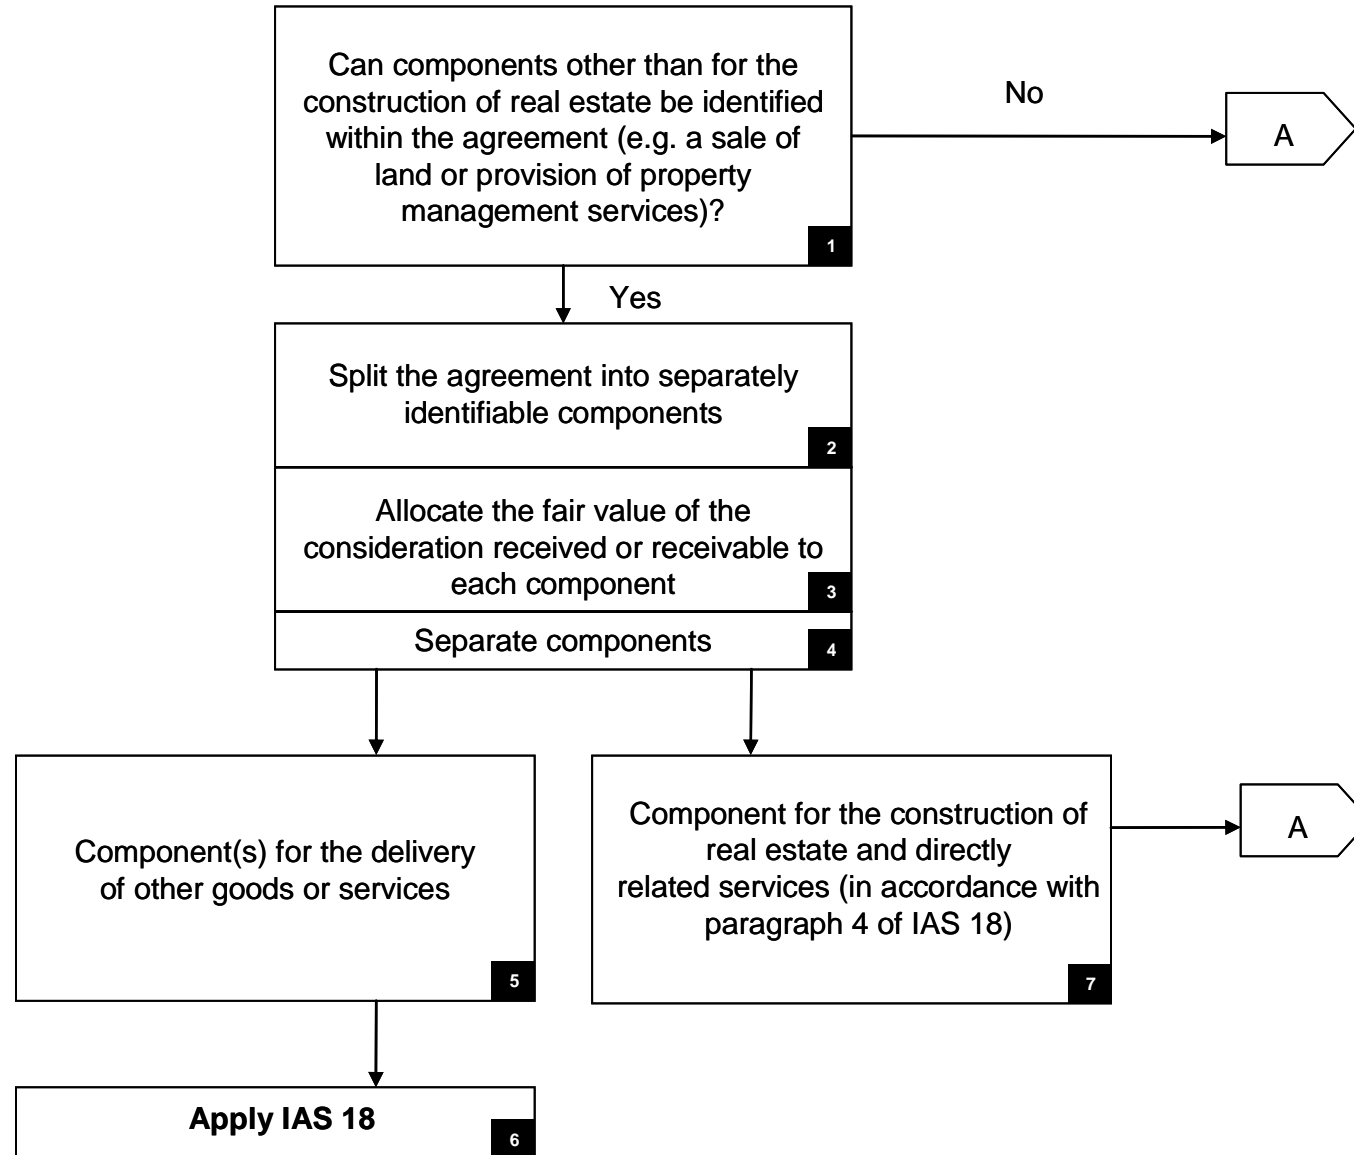 Can components other than for the
construction of real estate be identified
within the agreement (e.g. a sale of
land or provision of property
management services)?
1
No
A
Yes
Split the agreement into separately
identifiable components
2
Allocate the fair value of the
consideration received or receivable to
each component
3
Separate components
4
Component(s) for the delivery
of other goods or services
5
Component for the construction of
real estate and directly
related services (in accordance with
paragraph 4 of IAS 18)
7
A
Apply IAS 18
6